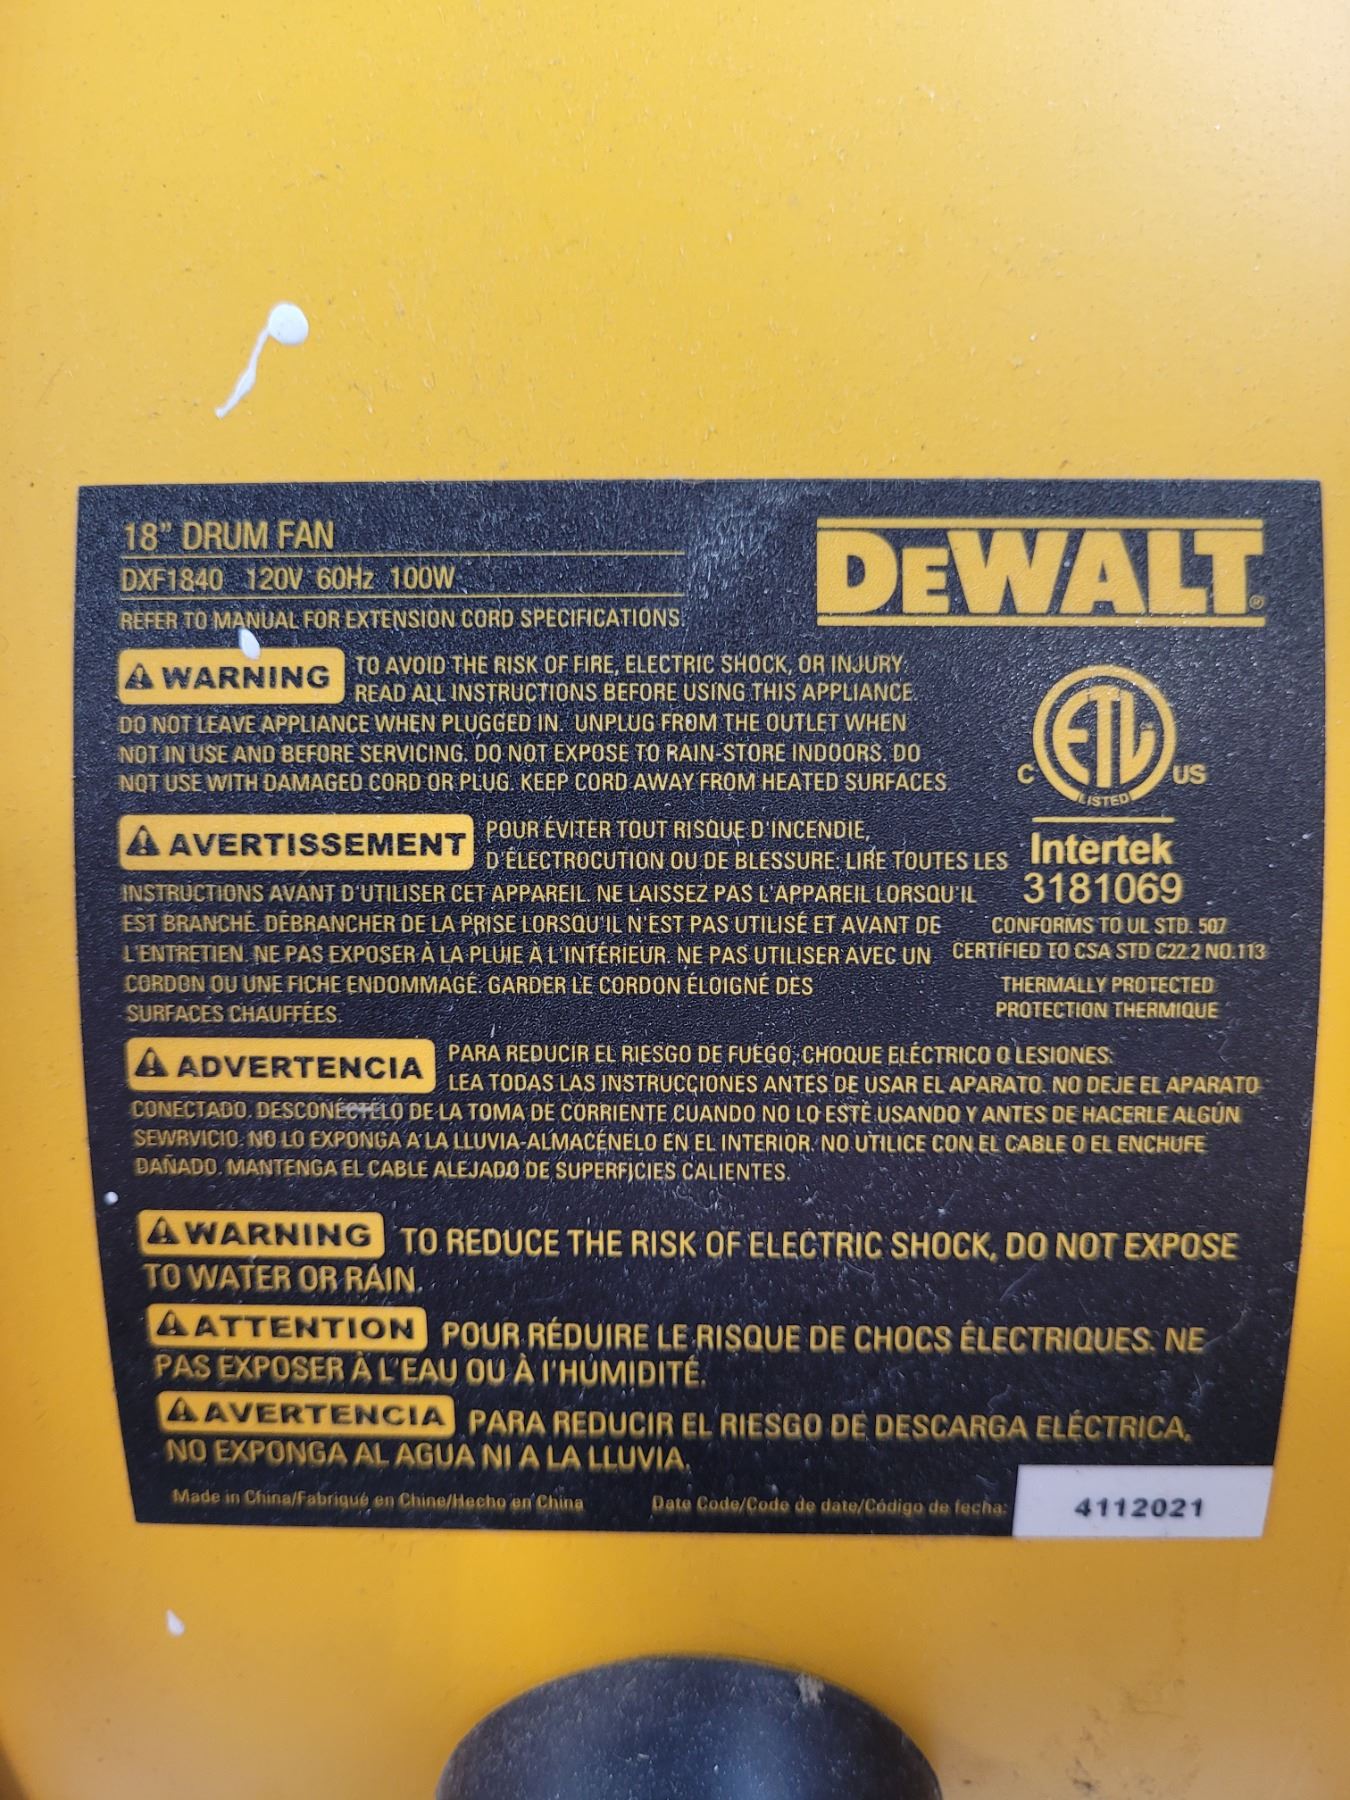 18" DRUM FAN
DEWALT®
DXF1840 120V 60Hz 100W
REFER TO MANUAL FOR EXTENSION CORD SPECIFICATIONS
WARNING TO AVOID THE RISK OF FIRE, ELECTRIC SHOCK, OR INJURY:
READ ALL INSTRUCTIONS BEFORE USING THIS APPLIANCE.
DO NOT LEAVE APPLIANCE WHEN PLUGGED IN. UNPLUG FROM THE OUTLET WHEN
NOT IN USE AND BEFORE SERVICING. DO NOT EXPOSE TO RAIN-STORE INDOORS. DO
NOT USE WITH DAMAGED CORD OR PLUG. KEEP CORD AWAY FROM HEATED SURFACES
AVERTISSEMENT POUR ÉVITER TOUT RISQUE D'INCENDIE,
D'ÉLECTROCUTION OU DE BLESSURE: LIRE TOUTES LES
INSTRUCTIONS AVANT D'UTILISER CET APPAREIL. NE LAISSEZ PAS L'APPAREIL LORSQU'IL
EST BRANCHÉ. DÉBRANCHER DE LA PRISE LORSQU'IL N'EST PAS UTILISÉ ET AVANT DE
L'ENTRETIEN. NE PAS EXPOSER À LA PLUIE À L'INTÉRIEUR. NE PAS UTILISER AVEC UN
CORDON OU UNE FICHE ENDOMMAGÉ. GARDER LE CORDON ÉLOIGNÉ DES
SURFACES CHAUFFÉES.
C ETL US
LISTED
Intertek
3181069
CONFORMS TO UL STD. 507
CERTIFIED TO CSA STD C22.2 NO.113
THERMALLY PROTECTED
PROTECTION THERMIQUE
ADVERTENCIA PARA REDUCIR EL RIESGO DE FUEGO, CHOQUE ELÉCTRICO O LESIONES:
LEA TODAS LAS INSTRUCCIONES ANTES DE USAR EL APARATO. NO DEJE EL APARATO
CONECTADO. DESCONÉCTELO DE LA TOMA DE CORRIENTE CUANDO NO LO ESTÉ USANDO Y ANTES DE HACERLE ALGÚN
SEWRVICIO. NO LO EXPONGA A LA LLUVIA-ALMACÉNELO EN EL INTERIOR. NO UTILICE CON EL CABLE O EL ENCHUFE
DAÑADO. MANTENGA EL CABLE ALEJADO DE SUPERFICIES CALIENTES.
WARNING TO REDUCE THE RISK OF ELECTRIC SHOCK, DO NOT EXPOSE
TO WATER OR RAIN.
ATTENTION POUR RÉDUIRE LE RISQUE DE CHOCS ÉLECTRIQUES. NE
PAS EXPOSER À L'EAU OU À l'HUMIDITÉ.
AVERTENCIA PARA REDUCIR EL RIESGO DE DESCARGA ELÉCTRICA,
NO EXPONGA AL AGUA NI A LA LLUVIA.
Made in China/Fabriqué en Chine/Hecho en China
Date Code/Code de date/Código de fecha: 4112021